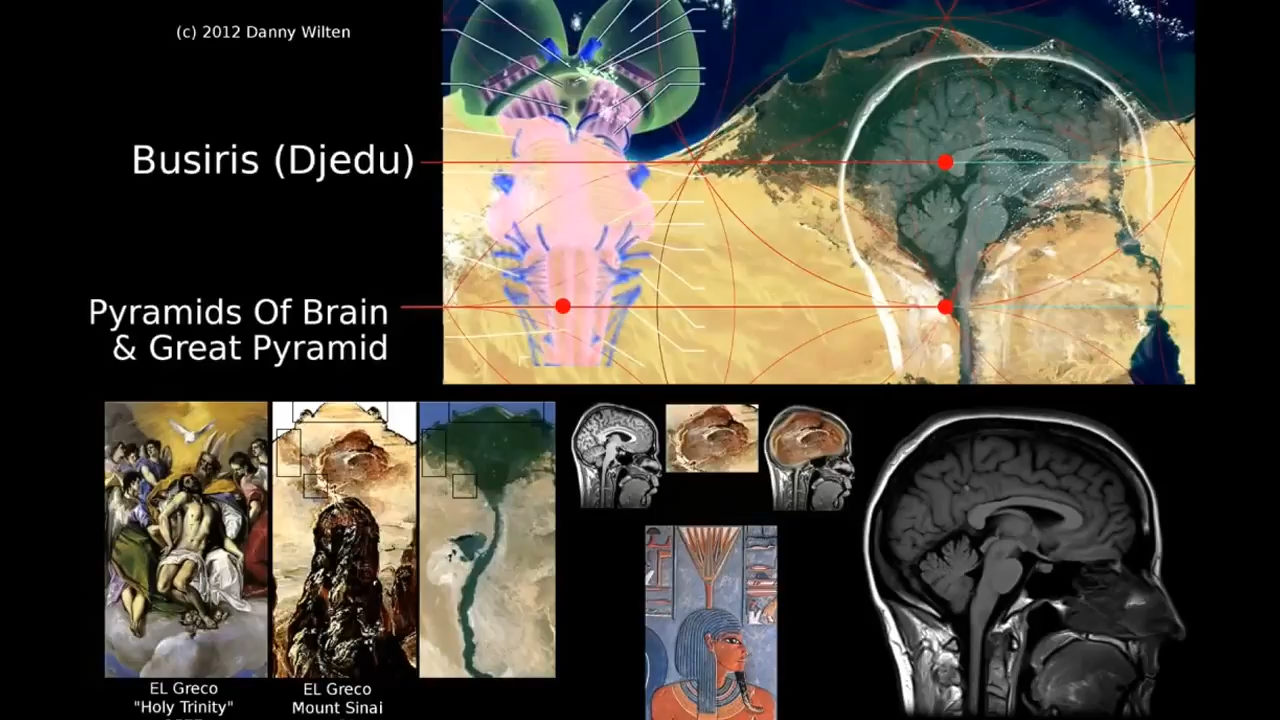 (c) 2012 Danny Wilten
Busiris (Djedu)
Pyramids Of Brain
& Great Pyramid
EL Greco
"Holy Trinity"
EL Greco
Mount Sinai